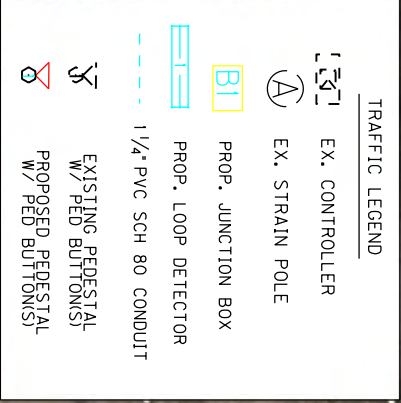 TRAFFIC LEGEND
EX. CONTROLLER
A
EX. STRAIN POLE
B1
PROP. JUNCTION BOX
1
PROP. LOOP DETECTOR
1 1/4" PVC SCH 80 CONDUIT
EXISTING PEDESTAL
W/ PED BUTTON(S)
PROPOSED PEDESTAL
W/ PED BUTTON(S)